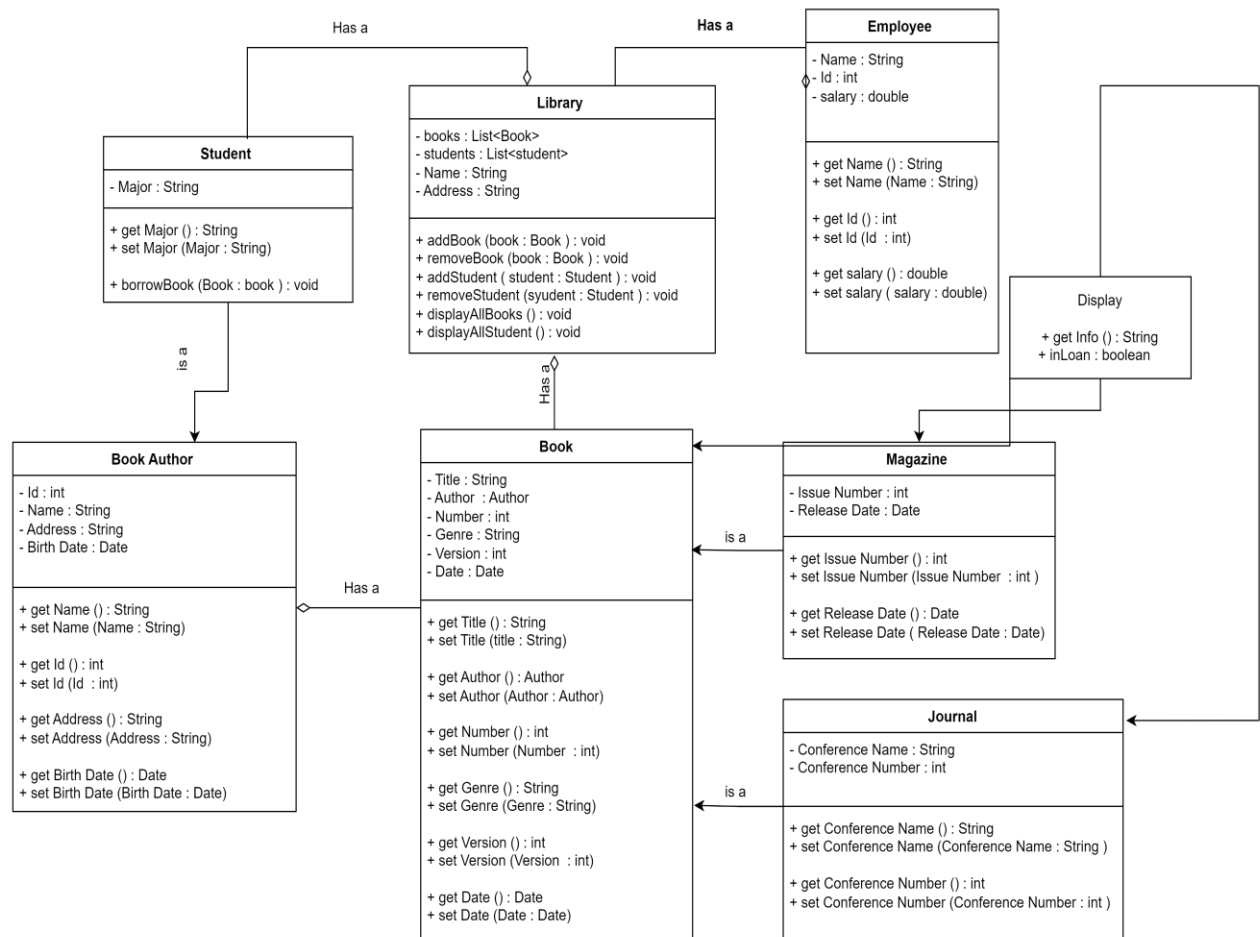 Has a
Has a
Employee
- Name : String
- Id : int
- salary : double
+ get Name () : String
+ set Name (Name : String)
+ get Id () : int
+ set Id (Id : int)
+ get salary () : double
+ set salary ( salary : double)
Library
- books : List<Book>
- students : List<student>
- Name : String
- Address : String
+ addBook (book : Book ) : void
+ removeBook (book : Book ) : void
+ addStudent ( student : Student ) : void
+ removeStudent (syudent : Student ) : void
+ displayAllBooks () : void
+ displayAllStudent () : void
Student
- Major : String
+ get Major () : String
+ set Major (Major : String)
+ borrowBook (Book : book ) : void
Display
+ get Info () : String
+ inLoan : boolean
is a
Has a
Book Author
- Id : int
- Name : String
- Address : String
- Birth Date : Date
+ get Name () : String
+ set Name (Name : String)
+ get Id () : int
+ set Id (Id : int)
+ get Address () : String
+ set Address (Address : String)
+ get Birth Date () : Date
+ set Birth Date (Birth Date : Date)
Has a
Book
- Title : String
- Author : Author
- Number : int
- Genre : String
- Version : int
- Date : Date
+ get Title () : String
+ set Title (title : String)
+ get Author () : Author
+ set Author (Author : Author)
+ get Number () : int
+ set Number (Number : int)
+ get Genre () : String
+ set Genre (Genre : String)
+ get Version () : int
+ set Version (Version : int)
+ get Date () : Date
+ set Date (Date : Date)
is a
Magazine
- Issue Number : int
- Release Date : Date
+ get Issue Number () : int
+ set Issue Number (Issue Number : int )
+ get Release Date () : Date
+ set Release Date ( Release Date : Date)
is a
Journal
- Conference Name : String
- Conference Number : int
+ get Conference Name () : String
+ set Conference Name (Conference Name : String )
+ get Conference Number () : int
+ set Conference Number (Conference Number : int )